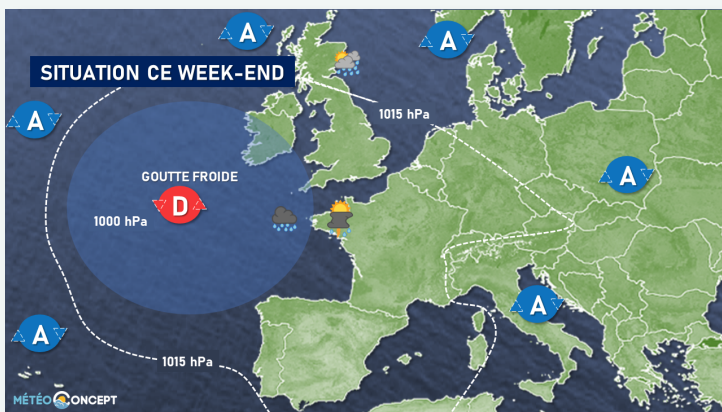 A
A
SITUATION CE WEEK-END
A
1015 hPa
GOUTTE FROIDE
A
D
1000 hPa
A
A
1015 hPa
MÉTÉO CONCEPT